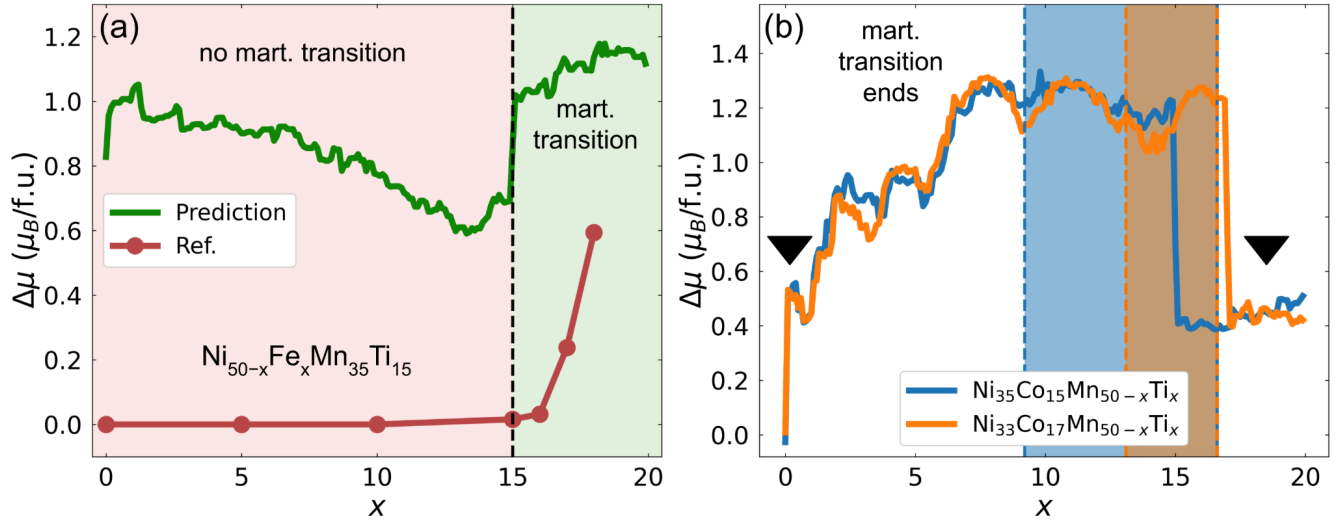 (a)
no mart. transition
mart.
transition
Prediction
Ref.
Ni₅₀₋ₓFeₓMn₃₅Ti₁₅
Δμ (μ_B/f.u.)
0.0
0.2
0.4
0.6
0.8
1.0
1.2
0
5
10
15
20
x
(b)
mart.
transition
ends
Ni₃₅Co₁₅Mn₅₀₋ₓTiₓ
Ni₃₃Co₁₇Mn₅₀₋ₓTiₓ
Δμ (μ_B/f.u.)
0.0
0.2
0.4
0.6
0.8
1.0
1.2
1.4
0
5
10
15
20
x